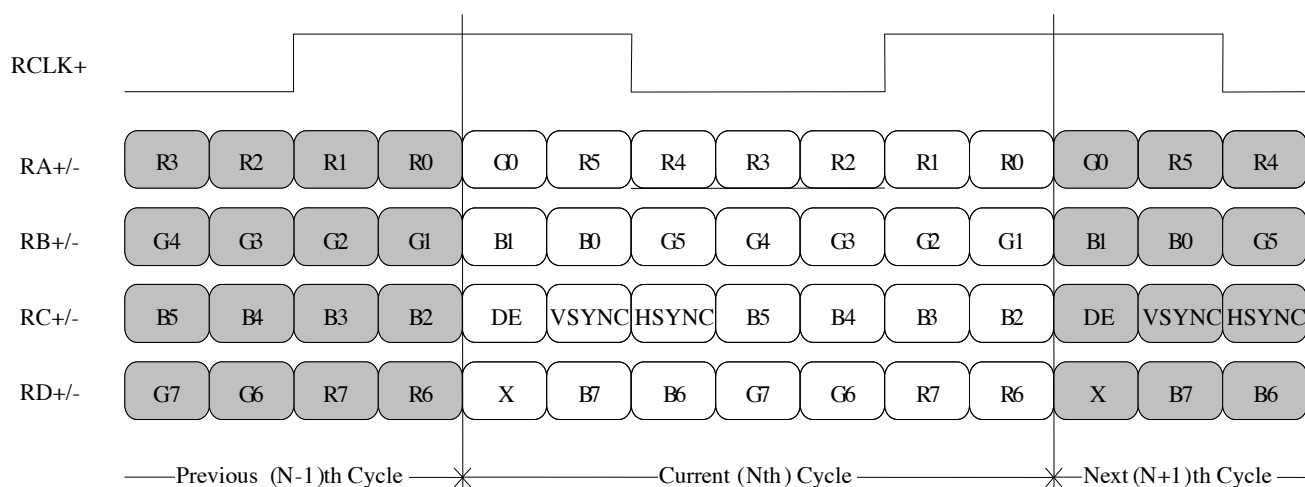 RCLK+
RA+/- R3 R2 R1 R0 G0 R5 R4 R3 R2 R1 R0 G0 R5 R4
RB+/- G4 G3 G2 G1 B1 B0 G5 G4 G3 G2 G1 B1 B0 G5
RC+/- B5 B4 B3 B2 DE VSYNC HSYNC B5 B4 B3 B2 DE VSYNC HSYNC
RD+/- G7 G6 R7 R6 X B7 B6 G7 G6 R7 R6 X B7 B6
Previous (N-1)th Cycle Current (Nth) Cycle Next (N+1)th Cycle